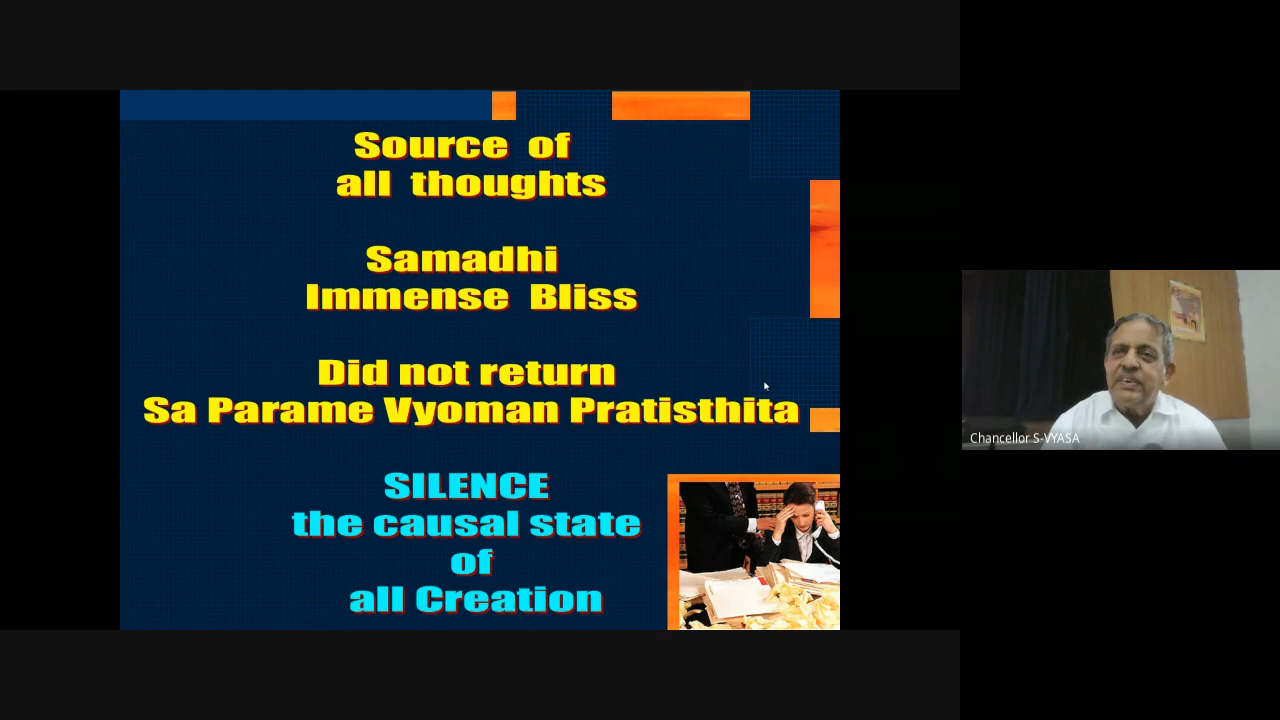 Source of
all thoughts
Samadhi
Immense Bliss
Did not return
Sa Parame Vyoman Pratisthita
SILENCE
the causal state
of
all Creation
Chancellor S-VYASA